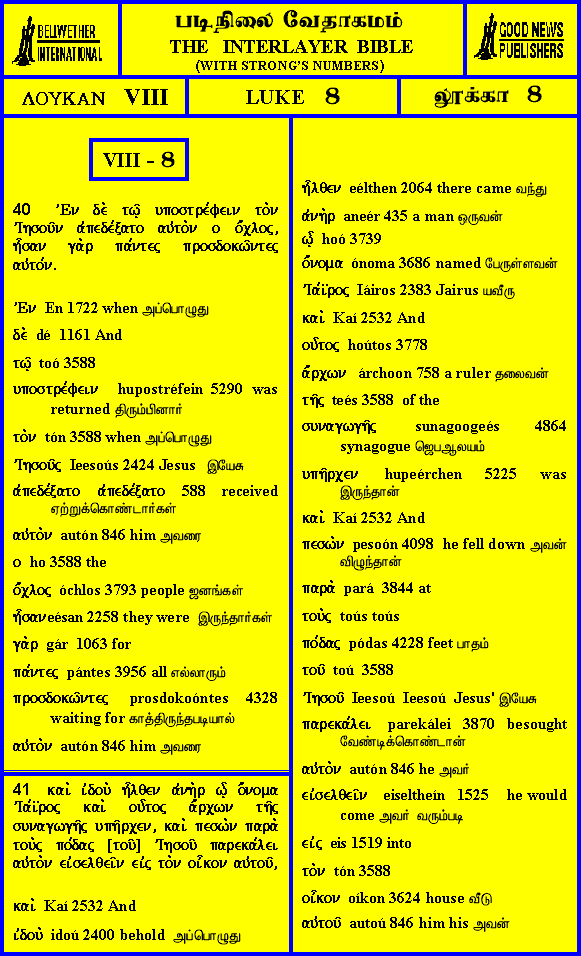 BELLWETHER
INTERNATIONAL
படிநிலை வேதாகமம்
THE INTERLAYER BIBLE
(WITH STRONG'S NUMBERS)
GOOD NEWS
PUBLISHERS
ΛΟΥΚΑΝ VIII
LUKE 8
லூக்கா 8
VIII - 8
40 Ἐν δὲ τῷ υποστρέφειν τὸν
Ἰησοῦν ἀπεδέξατο αὐτὸν ο ὄχλος,
ἦσαν γὰρ πάντες προσδοκῶντες
αὐτόν.
Ἐν En 1722 when அப்பொழுது
δὲ dé 1161 And
τῷ toó 3588
υποστρέφειν hupostréfein 5290 was
returned திரும்பினார்
τὸν tón 3588 when அப்பொழுது
Ἰησοῦς Ieesoús 2424 Jesus இயேசு
ἀπεδέξατο ἀπεδέξατο 588 received
ஏற்றுக்கொண்டார்கள்
αὐτὸν autón 846 him அவரை
ο ho 3588 the
ὄχλος óchlos 3793 people ஜனங்கள்
ἦσαν eésan 2258 they were இருந்தார்கள்
γὰρ gár 1063 for
πάντες pántes 3956 all எல்லாரும்
προσδοκῶντες prosdokoóntes 4328
waiting for காத்திருந்தபடியால்
αὐτὸν autón 846 him அவரை
41 καὶ ἰδοὺ ἦλθεν ἀνὴρ ᾧ ὄνομα
Ἰάϊρος καὶ οὗτος ἄρχων τῆς
συναγωγῆς υπῆρχεν, καὶ πεσὼν παρὰ
τοὺς πόδας [τοῦ] Ἰησοῦ παρεκάλει
αὐτὸν εἰσελθεῖν εἰς τὸν οἶκον αὐτοῦ,
καὶ Kaí 2532 And
ἰδοὺ idoú 2400 behold அப்பொழுது
ἦλθεν eélthen 2064 there came வந்து
ἀνὴρ aneér 435 a man ஒருவன்
ᾧ hoó 3739
ὄνομα ónoma 3686 named பேருள்ளவன்
Ἰάϊρος Iáiros 2383 Jairus யவீரு
καὶ Kaí 2532 And
οὗτος hoútos 3778
ἄρχων árchoon 758 a ruler தலைவன்
τῆς teés 3588 of the
συναγωγῆς sunagoogeés 4864
synagogue ஜெபஆலயம்
υπῆρχεν hupeérchen 5225 was
இருந்தான்
καὶ Kaí 2532 And
πεσὼν pesoón 4098 he fell down அவன்
விழுந்தான்
παρὰ pará 3844 at
τοὺς toús toús
πόδας pódas 4228 feet பாதம்
τοῦ toú 3588
Ἰησοῦ Ieesoú Ieesoú Jesus' இயேசு
παρεκάλει parekálei 3870 besought
வேண்டிக்கொண்டான்
αὐτὸν autón 846 he அவர்
εἰσελθεῖν eiseltheín 1525 he would
come அவர் வரும்படி
εἰς eis 1519 into
τὸν tón 3588
οἶκον oíkon 3624 house வீடு
αὐτοῦ autoú 846 him his அவன்